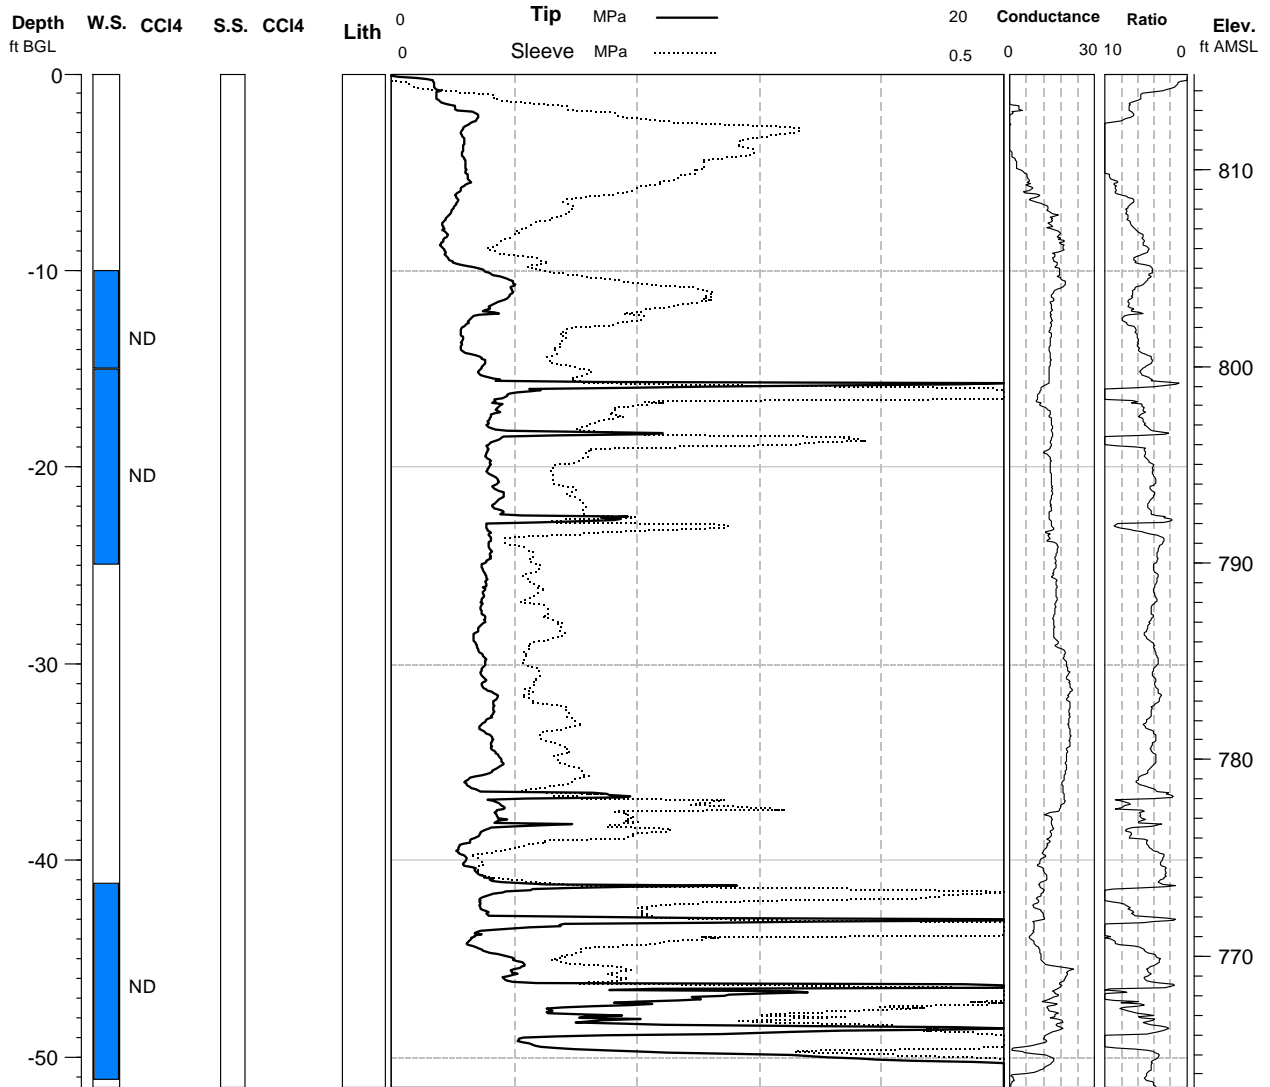 Depth W.S. CCl4 S.S. CCl4 Lith 0 Tip MPa 20 Conductance Ratio Elev.
ft BGL 0 Sleeve MPa 0.5 0 30 10 0 ft AMSL
0
810
-10
ND
800
ND
-20
790
-30
780
-40
770
ND
-50